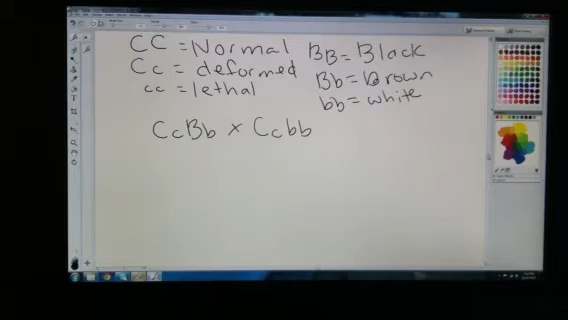 CC = Normal
Cc = deformed
cc = lethal
BB = Black
Bb = Brown
bb = white
CcBb x Ccbb